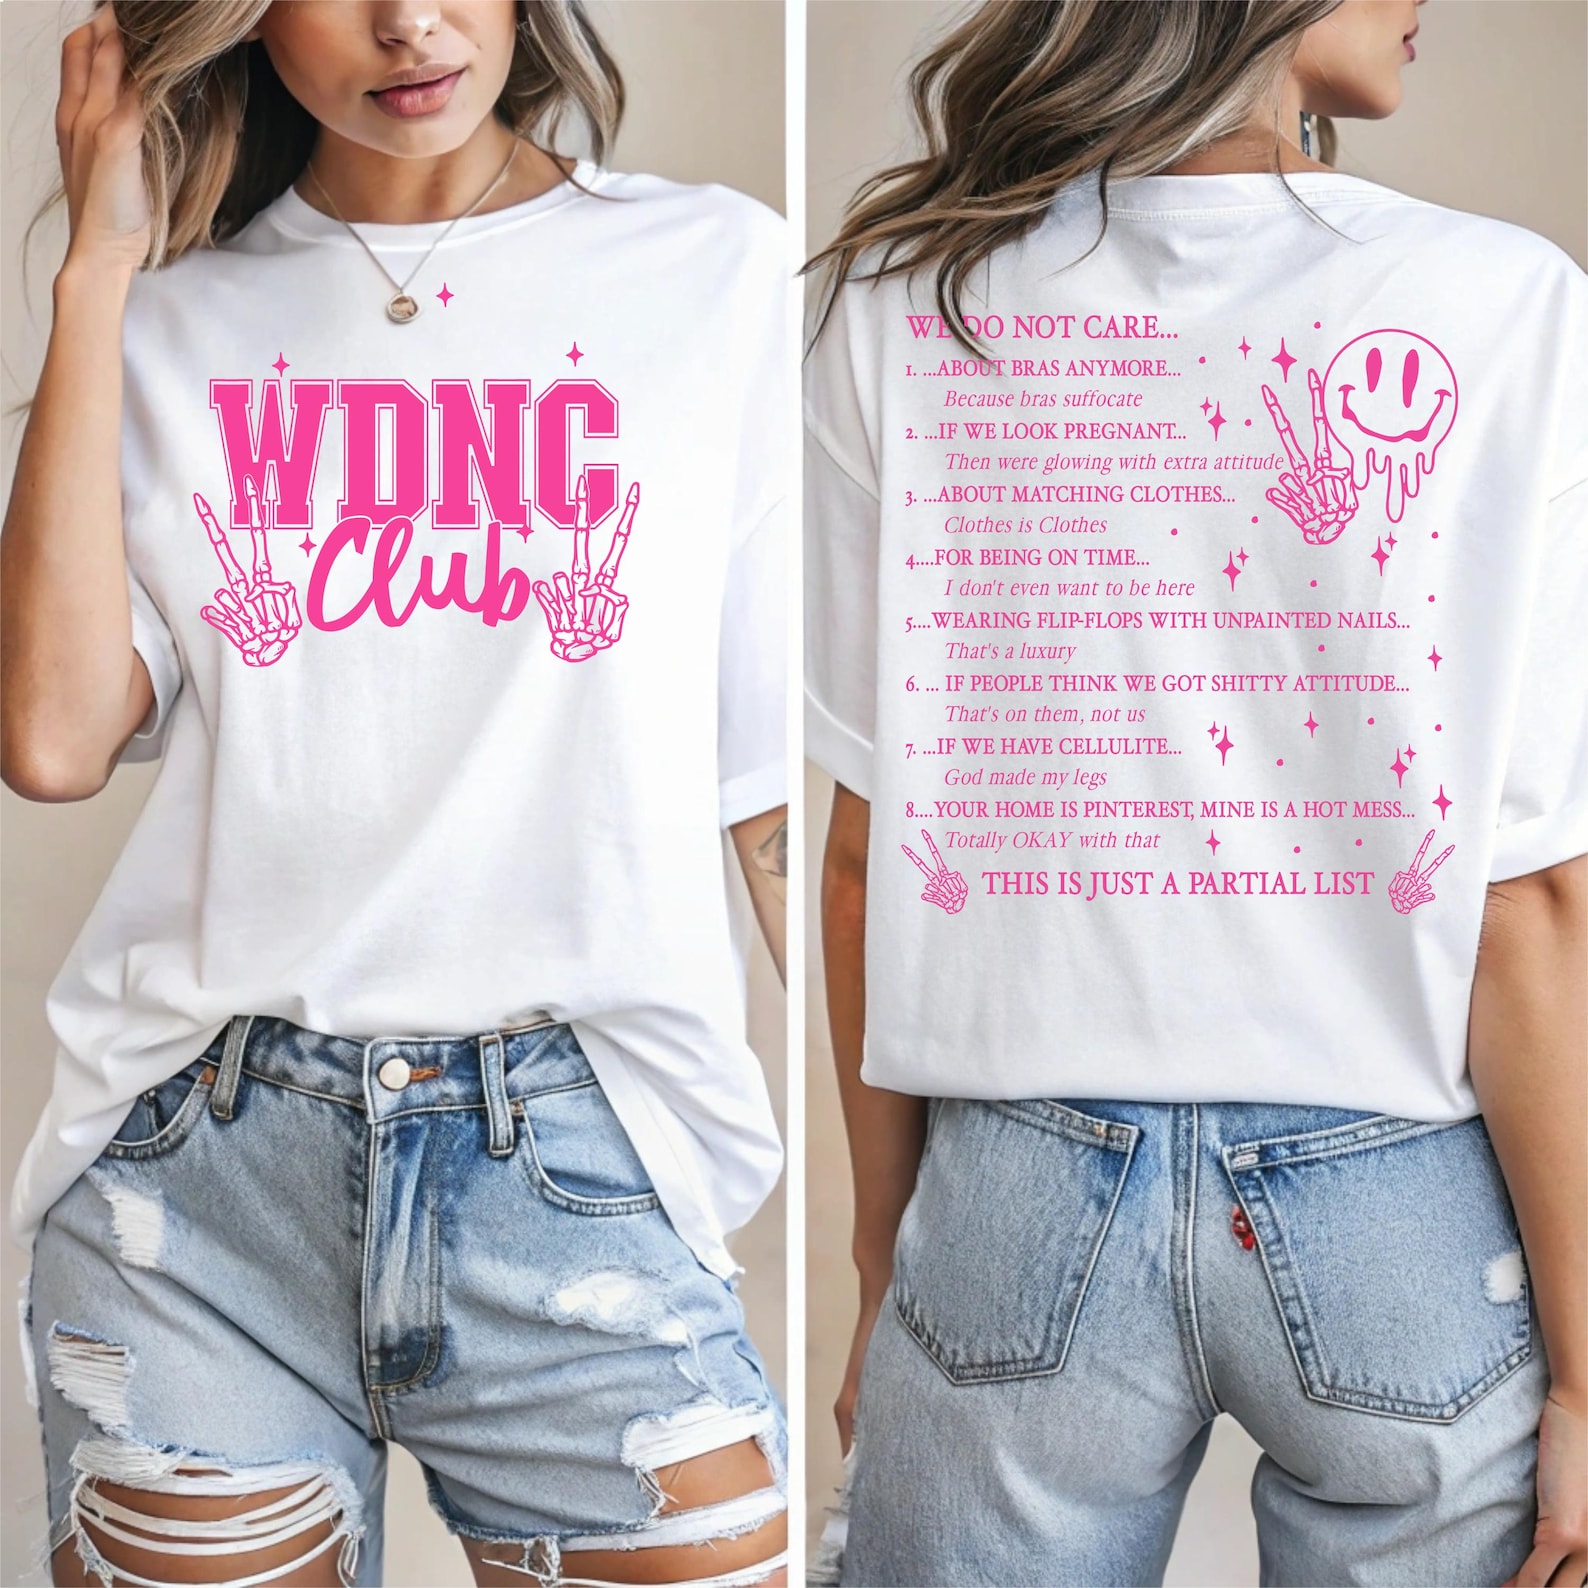 WDNC
Club
WE DO NOT CARE...
1. ...ABOUT BRAS ANYMORE...
Because bras suffocate
2. ...IF WE LOOK PREGNANT...
Then were glowing with extra attitude
3. ...ABOUT MATCHING CLOTHES...
Clothes is Clothes
4....FOR BEING ON TIME...
I don't even want to be here
5....WEARING FLIP-FLOPS WITH UNPAINTED NAILS...
That's a luxury
6. ... IF PEOPLE THINK WE GOT SHITTY ATTITUDE...
That's on them, not us
7. ...IF WE HAVE CELLULITE...
God made my legs
8....YOUR HOME IS PINTEREST, MINE IS A HOT MESS...
Totally OKAY with that
THIS IS JUST A PARTIAL LIST